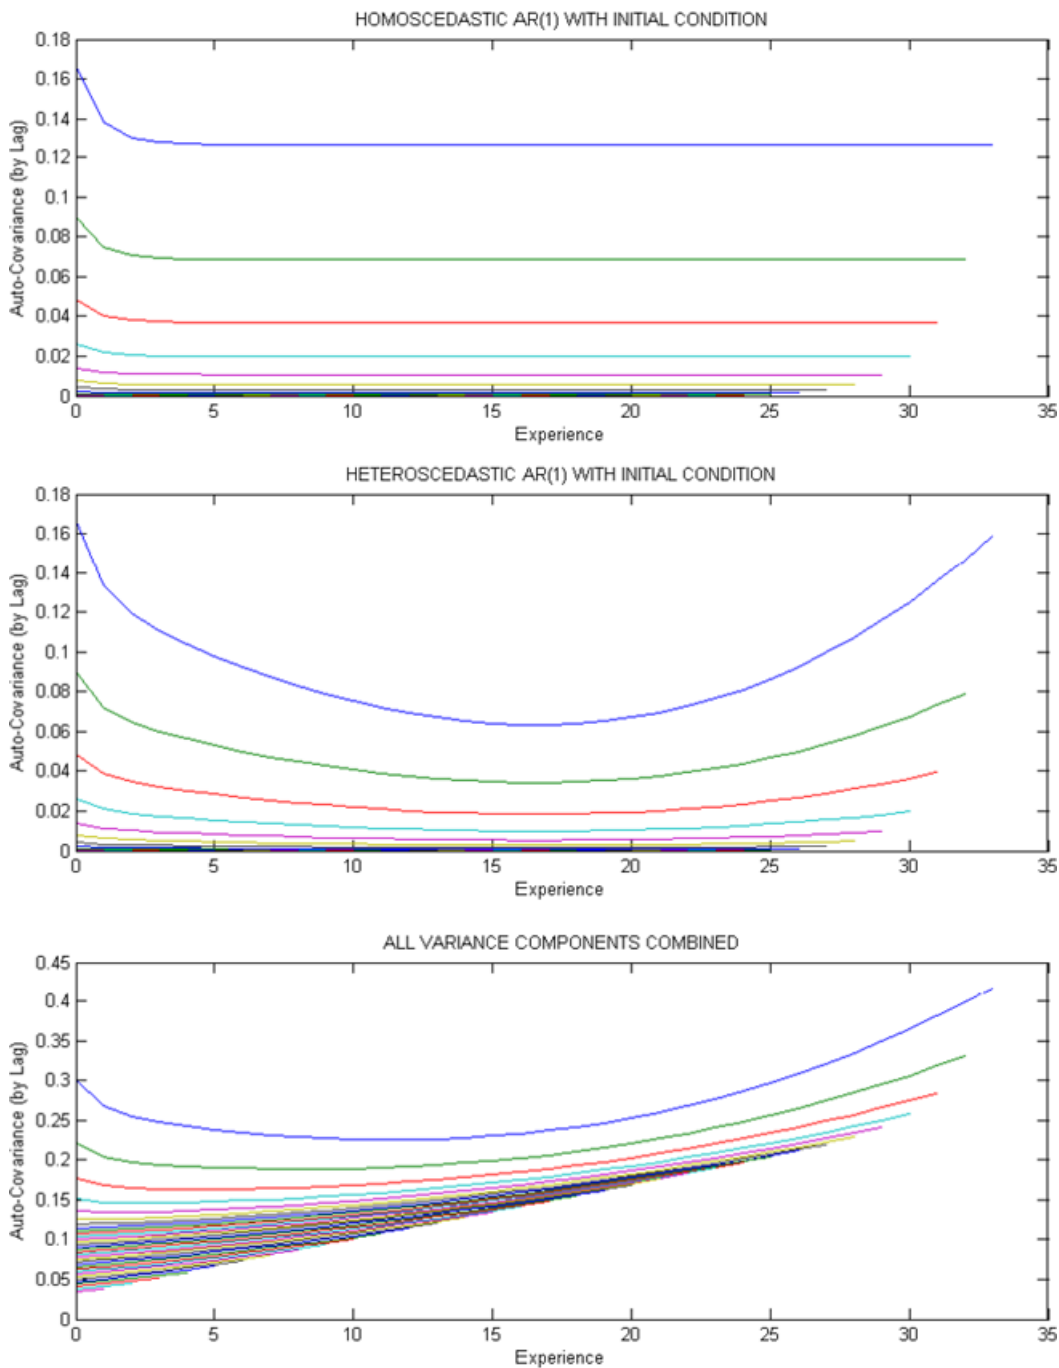 HOMOSCEDASTIC AR(1) WITH INITIAL CONDITION
0.18
0.16
0.14
0.12
0.1
0.08
0.06
0.04
0.02
0
Auto-Covariance (by Lag)
0 5 10 15 20 25 30 35
Experience
HETEROSCEDASTIC AR(1) WITH INITIAL CONDITION
0.18
0.16
0.14
0.12
0.1
0.08
0.06
0.04
0.02
0
Auto-Covariance (by Lag)
0 5 10 15 20 25 30 35
Experience
ALL VARIANCE COMPONENTS COMBINED
0.45
0.4
0.35
0.3
0.25
0.2
0.15
0.1
0.05
0
Auto-Covariance (by Lag)
0 5 10 15 20 25 30 35
Experience